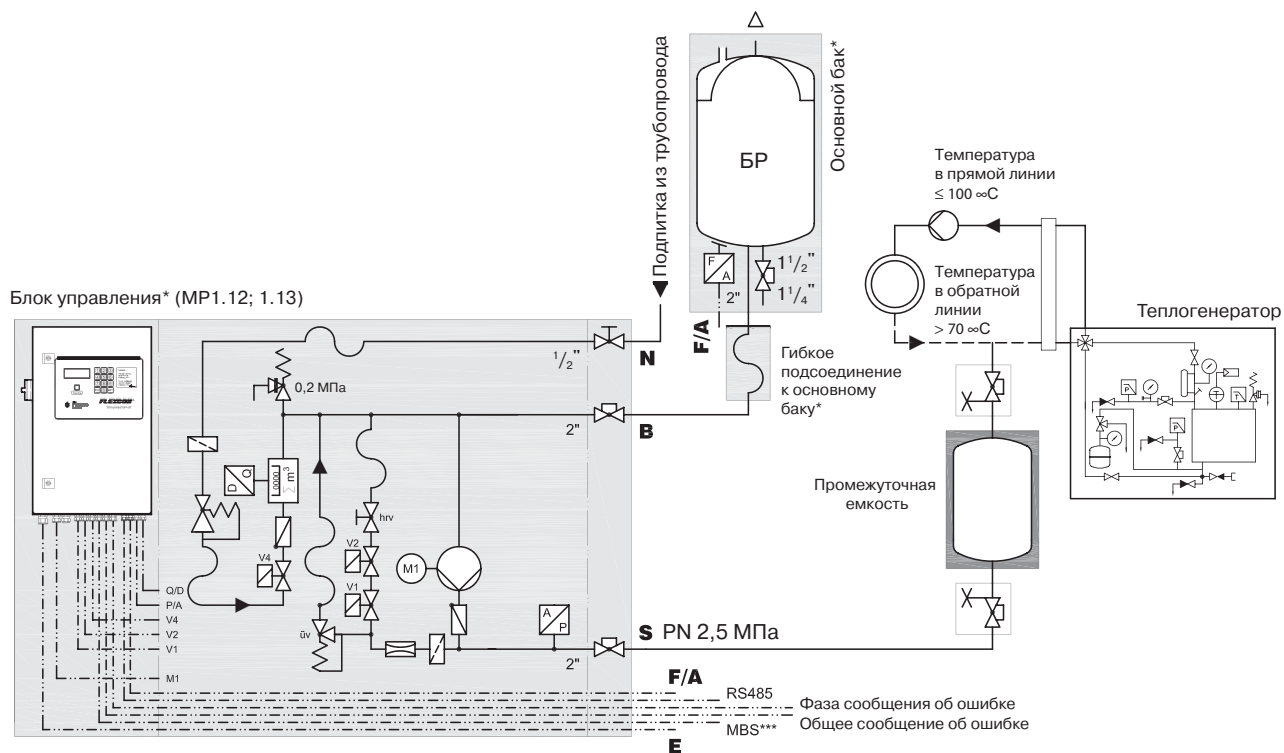 Блок управления* (МР1.12; 1.13)
FLEXCON
1/2"
N
0,2 МПа
2"
B
D
Q
L0000J
Σ m³
V4
hrv
V2
V1
M1
üv
A
P
2"
S PN 2,5 МПа
Q/D
P/A
V4
V2
V1
M1
F/A
RS485
Фаза сообщения об ошибке
Общее сообщение об ошибке
MBS***
E
Подпитка из трубопровода
Основной бак*
БР
F
A
2"
1 1/2"
1 1/4"
F/A
Гибкое
подсоединение
к основному
баку*
Температура
в прямой линии
≤ 100 ∞C
Температура
в обратной
линии
> 70 ∞C
Теплогенератор
P
P
T
P
Промежуточная
емкость